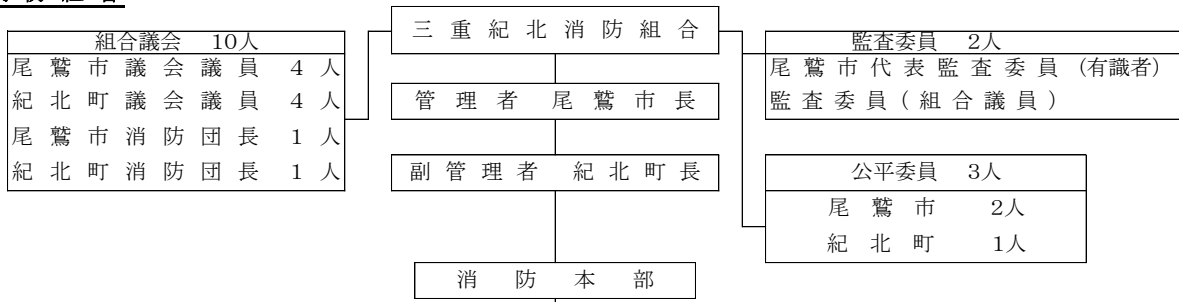 三重紀北消防組合
組合議会 10人
尾鷲市議会議員 4人
紀北町議会議員 4人
尾鷲市消防団長 1人
紀北町消防団長 1人
監査委員 2人
尾鷲市代表監査委員 (有識者)
監査委員(組合議員)
管理者 尾鷲市長
副管理者 紀北町長
公平委員 3人
尾鷲市 2人
紀北町 1人
消防本部